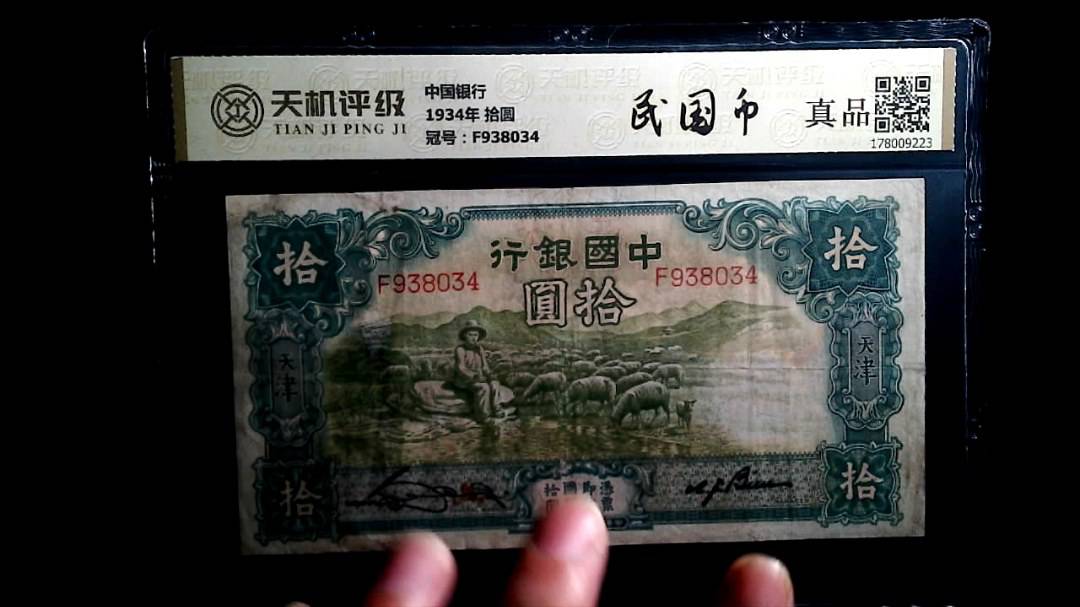 天机评级
TIAN JI PING JI
中国银行
1934年 拾圆
冠号：F938034
民国币
真品
178009223
拾
行銀國中
拾
F938034
圓拾
F938034
天津
天津
拾
拾